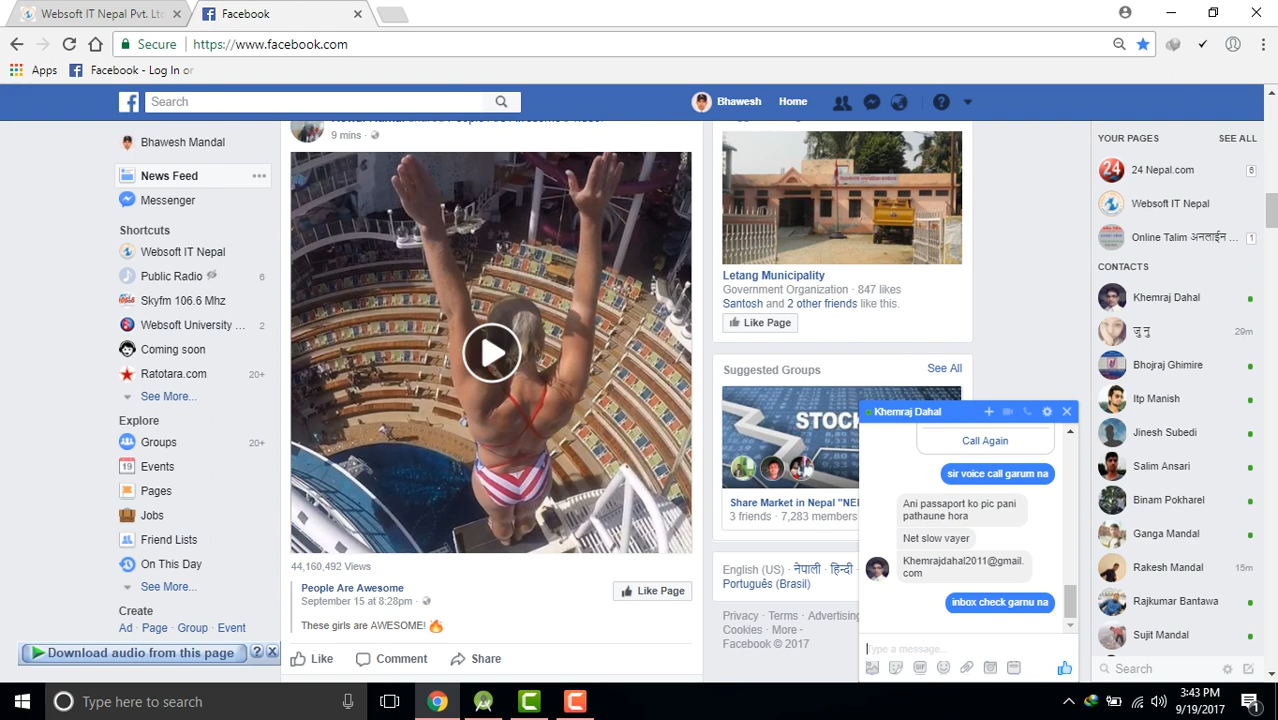 Websoft IT Nepal Pvt. Ltd
Facebook
Secure
https://www.facebook.com
Apps
Facebook - Log In or
Search
Bhawesh
Home
Bhawesh Mandal
News Feed
Messenger
Shortcuts
Websoft IT Nepal
Public Radio
6
Skyfm 106.6 Mhz
Websoft University ...
2
Coming soon
Ratotara.com
20+
See More...
Explore
Groups
20+
Events
19
Pages
Jobs
Friend Lists
On This Day
See More...
Create
Ad · Page · Group · Event
Download audio from this page
9 mins ·
44,160,492 Views
People Are Awesome
September 15 at 8:28pm ·
These girls are AWESOME!
Like Page
Like
Comment
Share
Letang Municipality
Government Organization · 847 likes
Santosh and 2 other friends like this.
Like Page
Suggested Groups
See All
STOCK
Share Market in Nepal "NE
3 friends · 7,283 members
English (US) · नेपाली · हिन्दी ·
Português (Brasil)
Privacy · Terms · Advertising
Cookies · More
Facebook © 2017
Khemraj Dahal
Call Again
sir voice call garum na
Ani passaport ko pic pani
pathaune hora
Net slow vayer
Khemrajdahal2011@gmail.
com
inbox check garnu na
Type a message...
GIF
YOUR PAGES
SEE ALL
24
24 Nepal.com
6
Websoft IT Nepal
Online Talim अनलाईन ...
1
CONTACTS
Khemraj Dahal
जु नु
29m
Bhojraj Ghimire
Itp Manish
Jinesh Subedi
Salim Ansari
Binam Pokharel
Ganga Mandal
Rakesh Mandal
15m
Rajkumar Bantawa
Sujit Mandal
Search
Type here to search
3:43 PM
9/19/2017
1